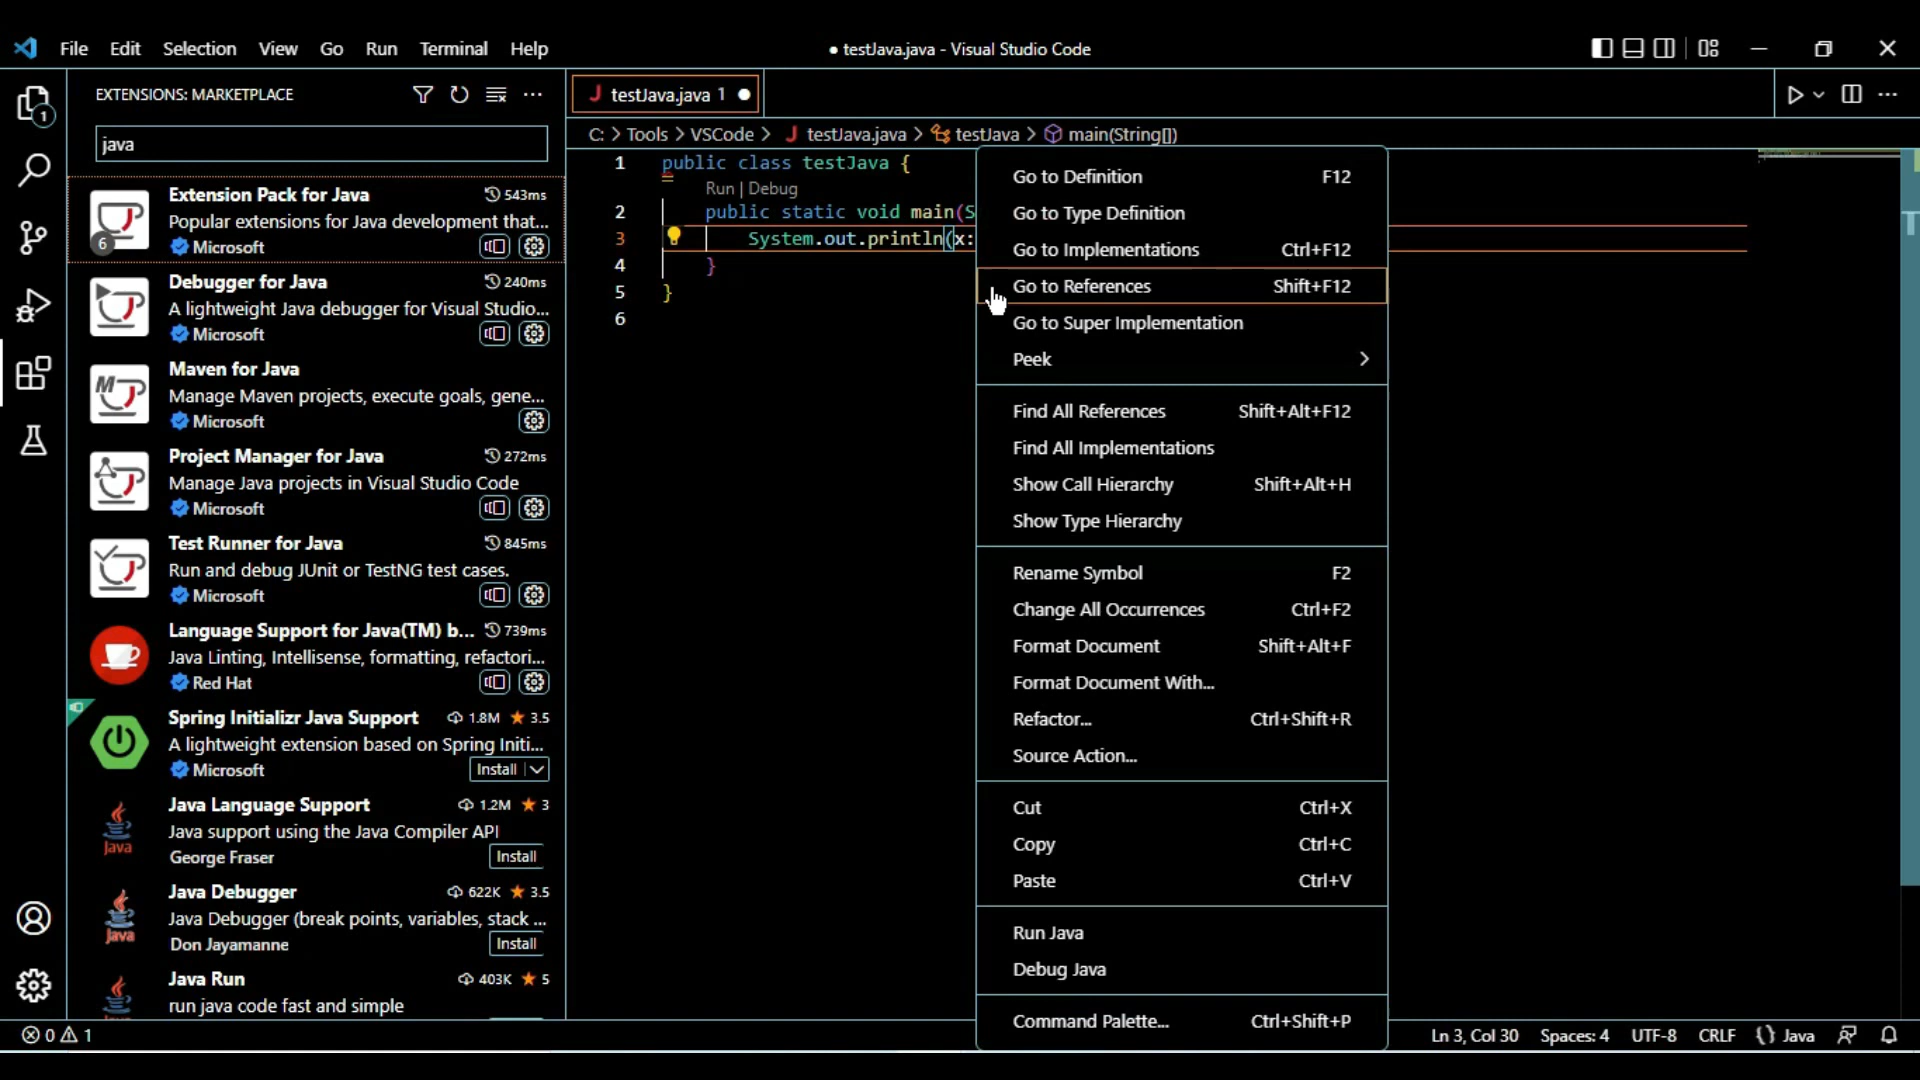 File Edit Selection View Go Run Terminal Help
● testJava.java - Visual Studio Code
EXTENSIONS: MARKETPLACE
java
1
Extension Pack for Java 543ms
Popular extensions for Java development that...
6
Microsoft
Debugger for Java 240ms
A lightweight Java debugger for Visual Studio...
Microsoft
Maven for Java
Manage Maven projects, execute goals, gene...
Microsoft
Project Manager for Java 272ms
Manage Java projects in Visual Studio Code
Microsoft
Test Runner for Java 845ms
Run and debug JUnit or TestNG test cases.
Microsoft
Language Support for Java(TM) b... 739ms
Java Linting, Intellisense, formatting, refactori...
Red Hat
Spring Initializr Java Support 1.8M 3.5
A lightweight extension based on Spring Initi...
Microsoft Install
Java Language Support 1.2M 3
Java support using the Java Compiler API
George Fraser Install
Java
Java Debugger 622K 3.5
Java Debugger (break points, variables, stack ...
Don Jayamanne Install
Java
Java Run 403K 5
run java code fast and simple
testJava.java 1 ●
C: > Tools > VSCode > testJava.java > testJava > main(String[])
1 public class testJava {
Run | Debug
2 public static void main(S
3 System.out.println(x:
4 }
5 }
6
Go to Definition F12
Go to Type Definition
Go to Implementations Ctrl+F12
Go to References Shift+F12
Go to Super Implementation
Peek >
Find All References Shift+Alt+F12
Find All Implementations
Show Call Hierarchy Shift+Alt+H
Show Type Hierarchy
Rename Symbol F2
Change All Occurrences Ctrl+F2
Format Document Shift+Alt+F
Format Document With...
Refactor... Ctrl+Shift+R
Source Action...
Cut Ctrl+X
Copy Ctrl+C
Paste Ctrl+V
Run Java
Debug Java
Command Palette... Ctrl+Shift+P
0 1
Ln 3, Col 30 Spaces: 4 UTF-8 CRLF {} Java